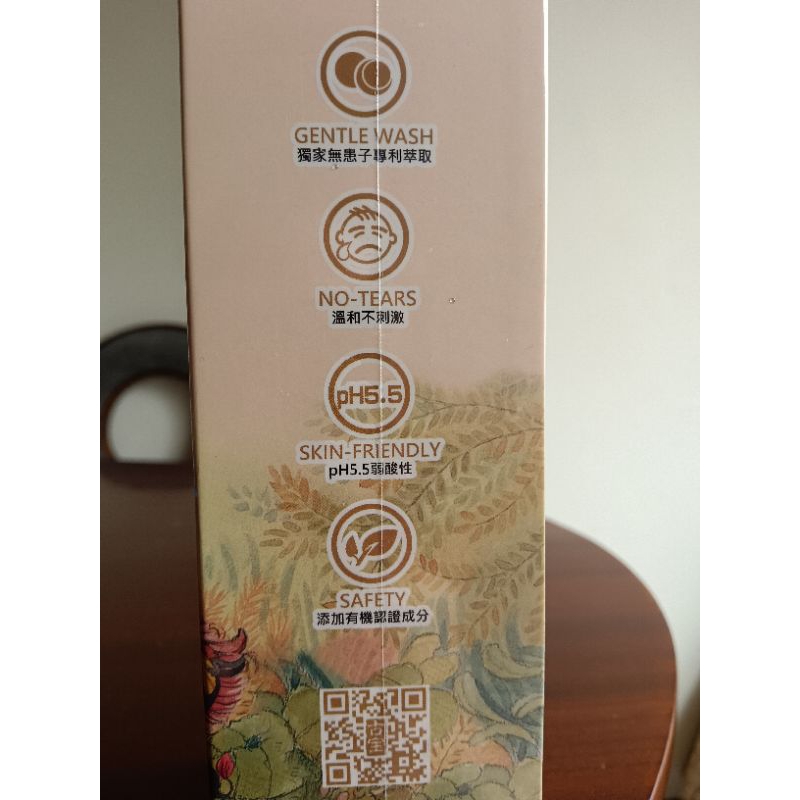 GENTLE WASH
獨家無患子專利萃取
NO-TEARS
溫和不刺激
pH5.5
SKIN-FRIENDLY
pH5.5弱酸性
SAFETY
添加有機認證成分